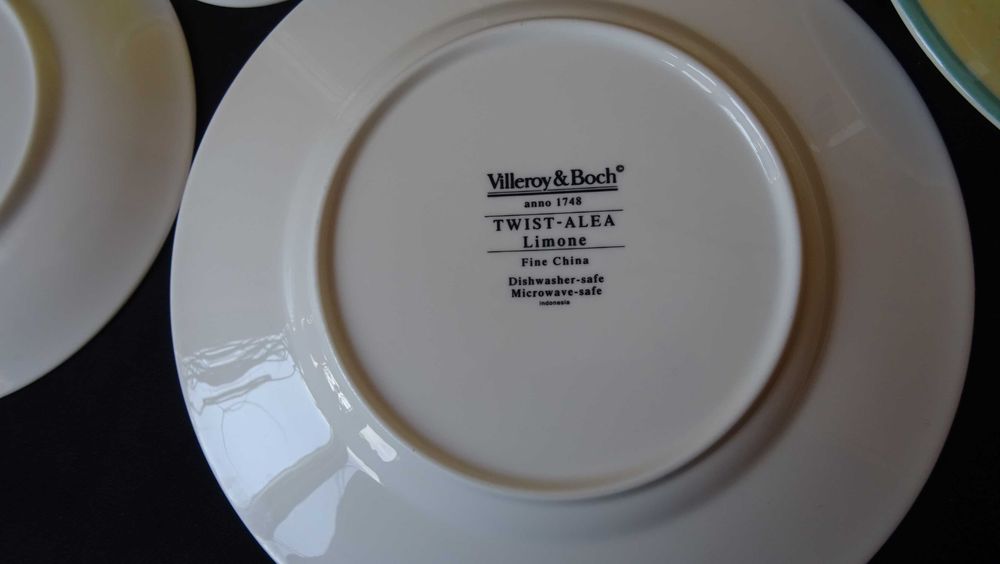 Villeroy & Boch©
anno 1748
TWIST-ALEA
Limone
Fine China
Dishwasher-safe
Microwave-safe
indonesia